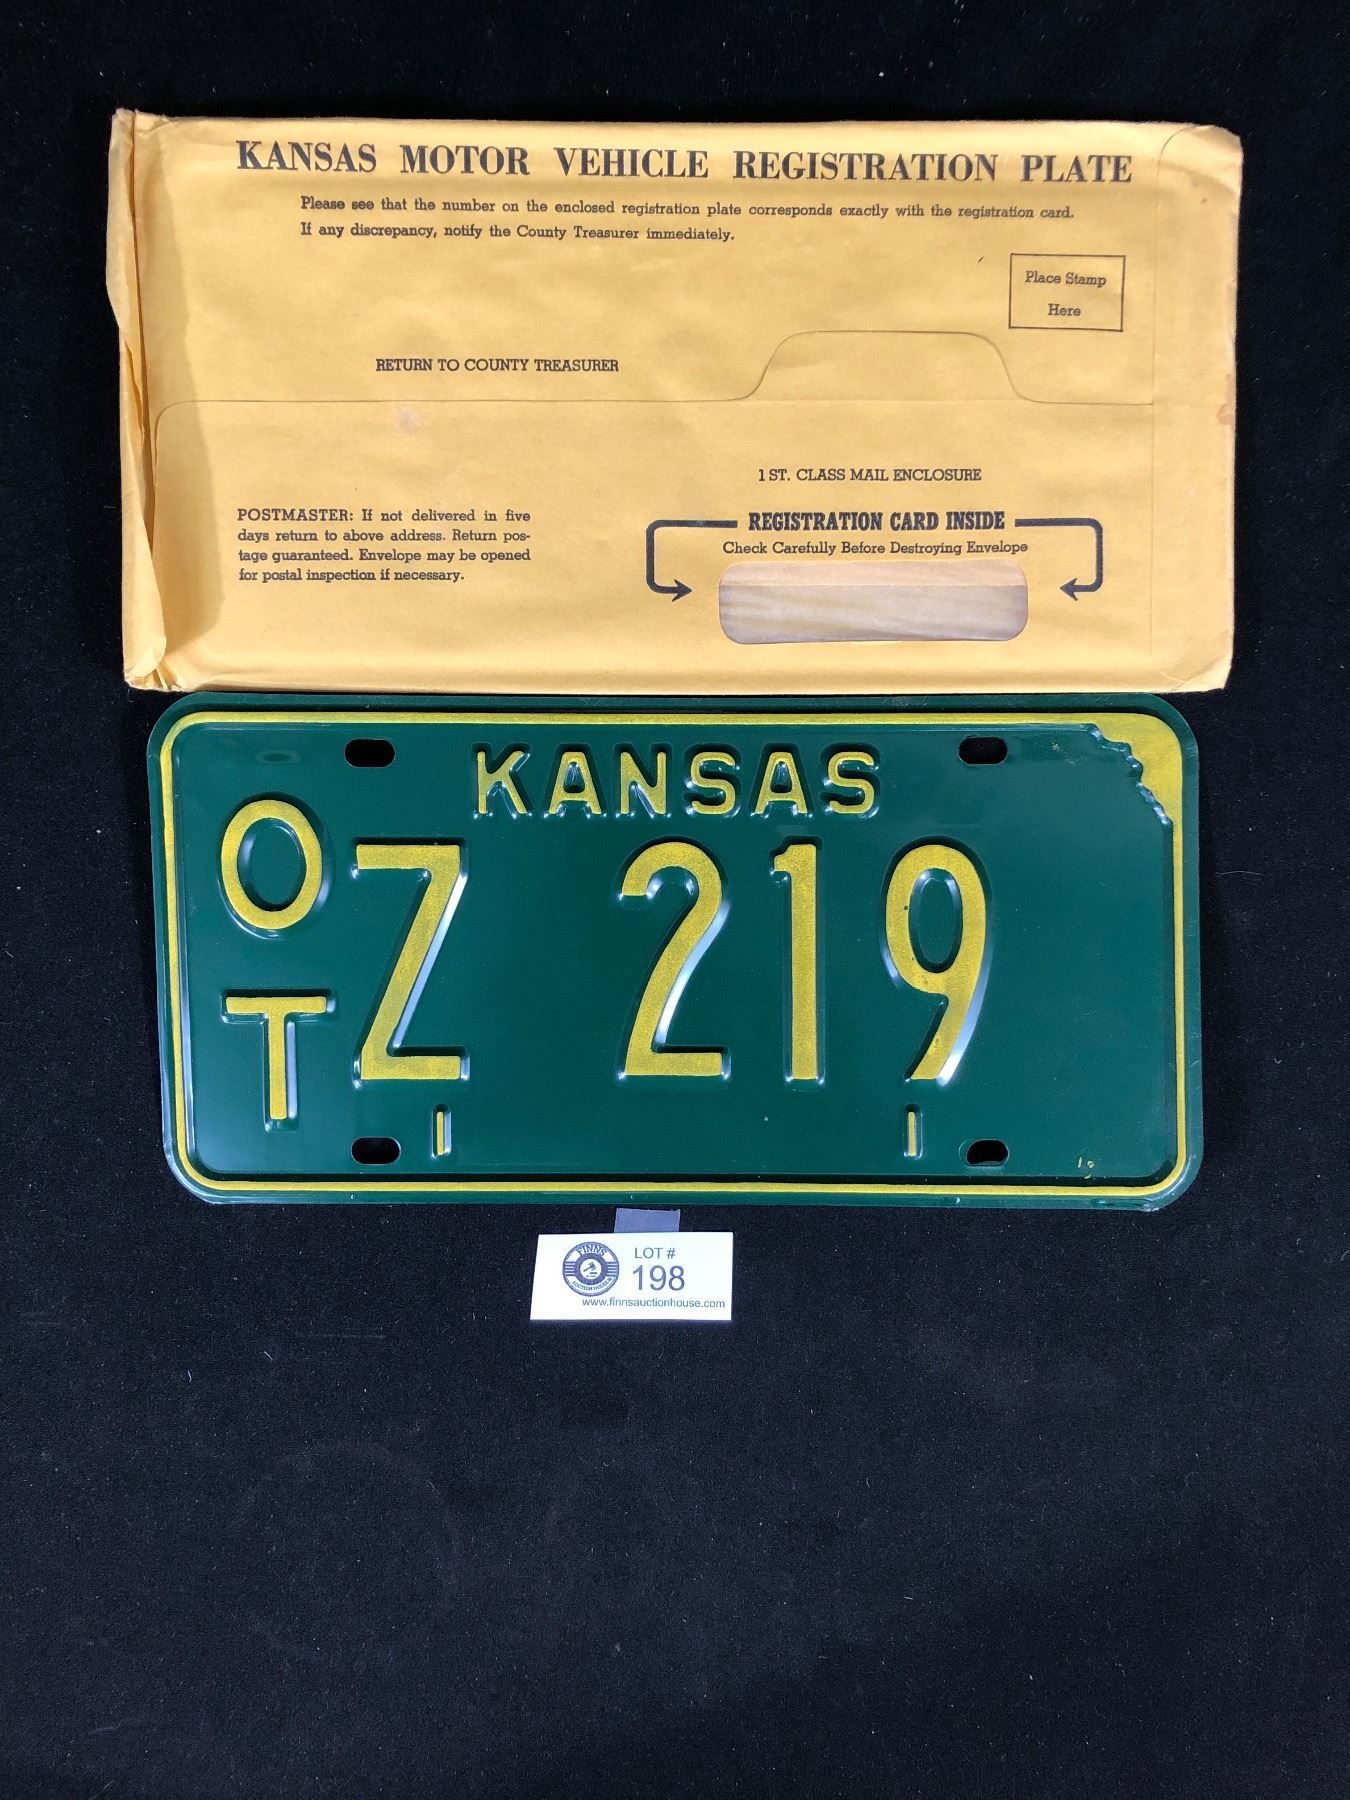 KANSAS MOTOR VEHICLE REGISTRATION PLATE
Please see that the number on the enclosed registration plate corresponds exactly with the registration card.
If any discrepancy, notify the County Treasurer immediately.
Place Stamp
Here
RETURN TO COUNTY TREASURER
1 ST. CLASS MAIL ENCLOSURE
POSTMASTER: If not delivered in five
days return to above address. Return pos-
tage guaranteed. Envelope may be opened
for postal inspection if necessary.
REGISTRATION CARD INSIDE
Check Carefully Before Destroying Envelope
KANSAS
OT Z 219
FINNS
AUCTION HOUSE
LOT #
198
www.finnsauctionhouse.com